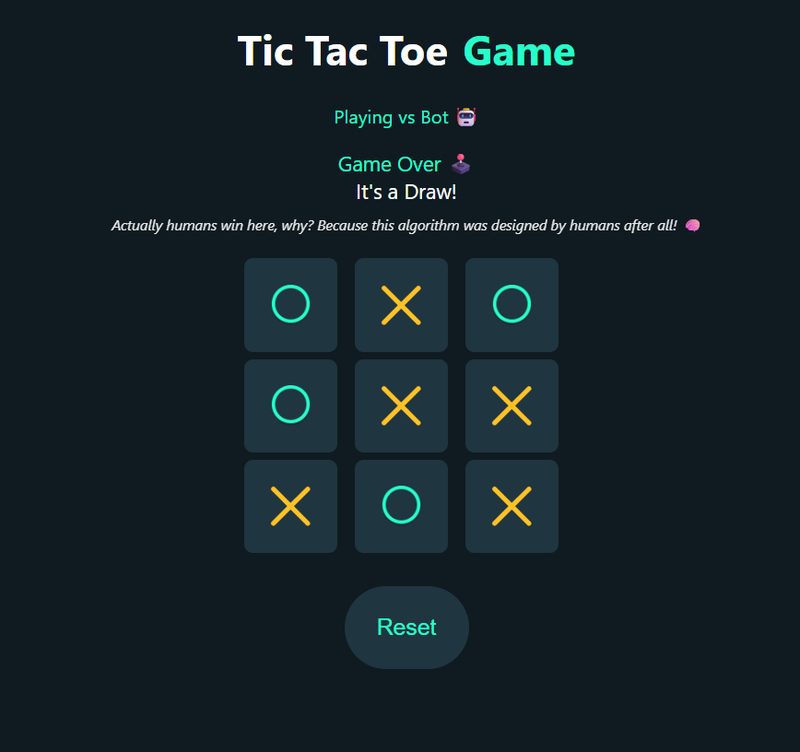 Tic Tac Toe Game
Playing vs Bot
Game Over
It's a Draw!
Actually humans win here, why? Because this algorithm was designed by humans after all!
Reset